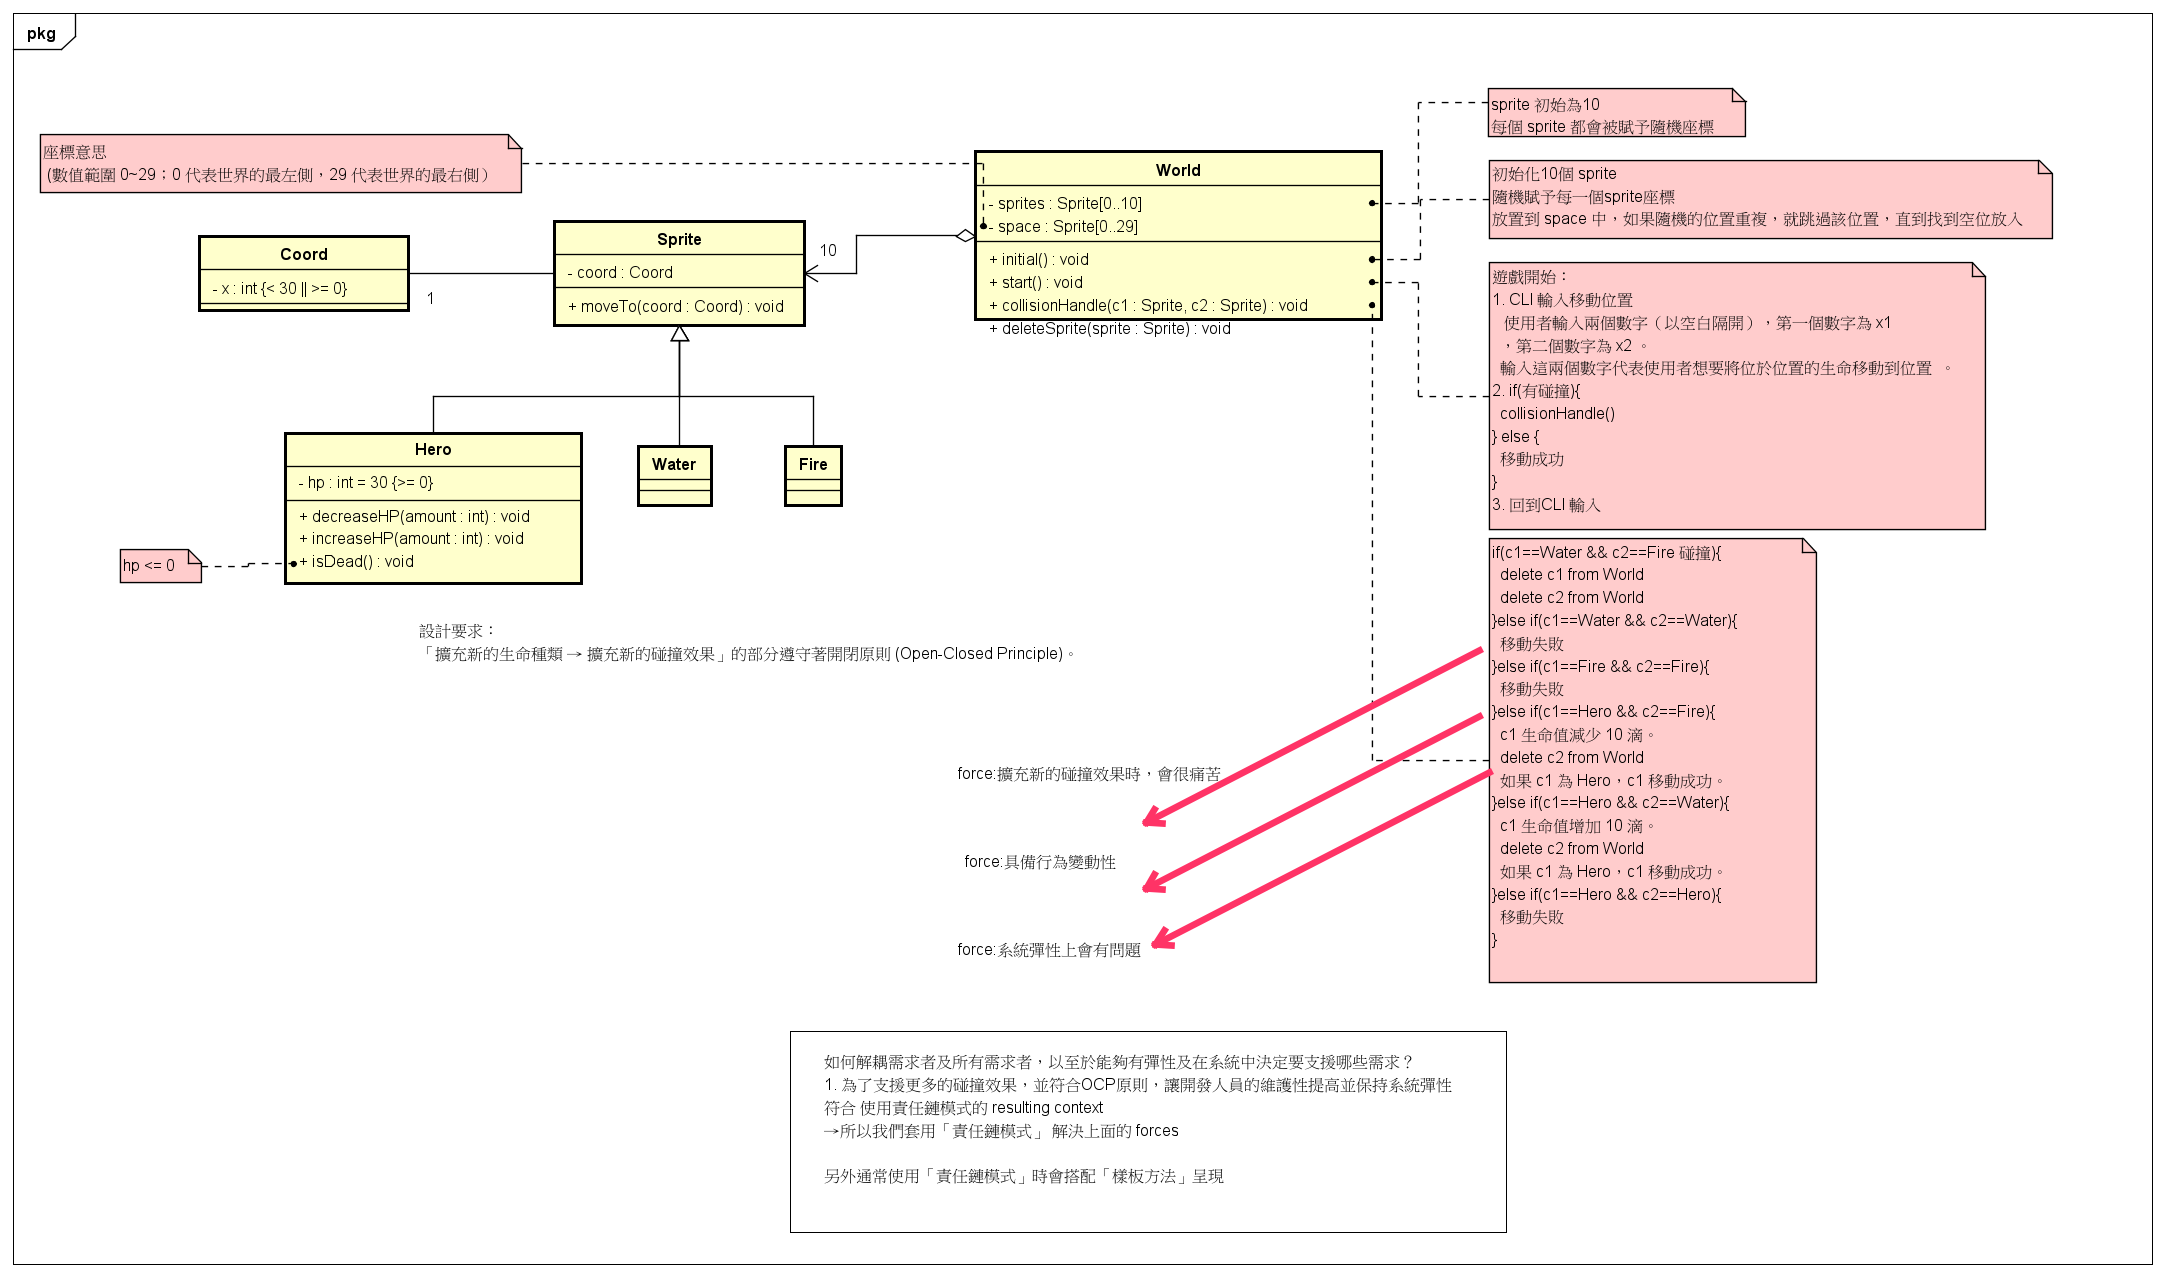 pkg
sprite 初始為10
每個 sprite 都會被賦予隨機座標
座標意思
(數值範圍 0~29；0 代表世界的最左側，29 代表世界的最右側）
World
- sprites : Sprite[0..10]
- space : Sprite[0..29]
+ initial() : void
+ start() : void
+ collisionHandle(c1 : Sprite, c2 : Sprite) : void
+ deleteSprite(sprite : Sprite) : void
初始化10個 sprite
隨機賦予每一個sprite座標
放置到 space 中，如果隨機的位置重複，就跳過該位置，直到找到空位放入
Coord
- x : int {< 30 || >= 0}
1
Sprite
- coord : Coord
+ moveTo(coord : Coord) : void
10
遊戲開始：
1. CLI 輸入移動位置
使用者輸入兩個數字（以空白隔開），第一個數字為 x1
，第二個數字為 x2 。
輸入這兩個數字代表使用者想要將位於位置的生命移動到位置 。
2. if(有碰撞){
collisionHandle()
} else {
移動成功
}
3. 回到CLI 輸入
Hero
- hp : int = 30 {>= 0}
+ decreaseHP(amount : int) : void
+ increaseHP(amount : int) : void
+ isDead() : void
Water
Fire
hp <= 0
if(c1==Water && c2==Fire 碰撞){
delete c1 from World
delete c2 from World
}else if(c1==Water && c2==Water){
移動失敗
}else if(c1==Fire && c2==Fire){
移動失敗
}else if(c1==Hero && c2==Fire){
c1 生命值減少 10 滴。
delete c2 from World
如果 c1 為 Hero，c1 移動成功。
}else if(c1==Hero && c2==Water){
c1 生命值增加 10 滴。
delete c2 from World
如果 c1 為 Hero，c1 移動成功。
}else if(c1==Hero && c2==Hero){
移動失敗
}
設計要求：
「擴充新的生命種類 → 擴充新的碰撞效果」的部分遵守著開閉原則 (Open-Closed Principle)。
force:擴充新的碰撞效果時，會很痛苦
force:具備行為變動性
force:系統彈性上會有問題
如何解耦需求者及所有需求者，以至於能夠有彈性及在系統中決定要支援哪些需求？
1. 為了支援更多的碰撞效果，並符合OCP原則，讓開發人員的維護性提高並保持系統彈性
符合 使用責任鏈模式的 resulting context
→所以我們套用「責任鏈模式」 解決上面的 forces
另外通常使用「責任鏈模式」時會搭配「樣板方法」呈現